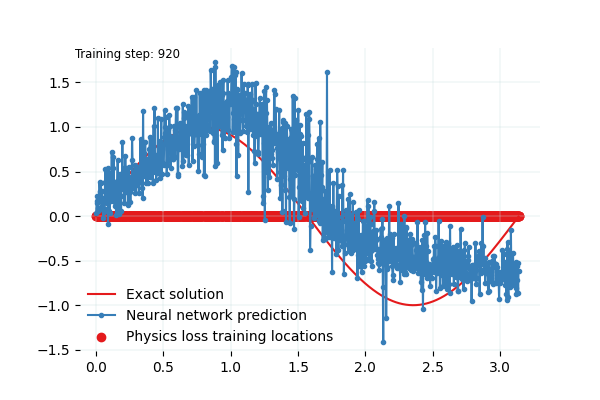 Training step: 920
1.5
1.0
0.5
0.0
−0.5
−1.0
−1.5
Exact solution
Neural network prediction
Physics loss training locations
0.0 0.5 1.0 1.5 2.0 2.5 3.0